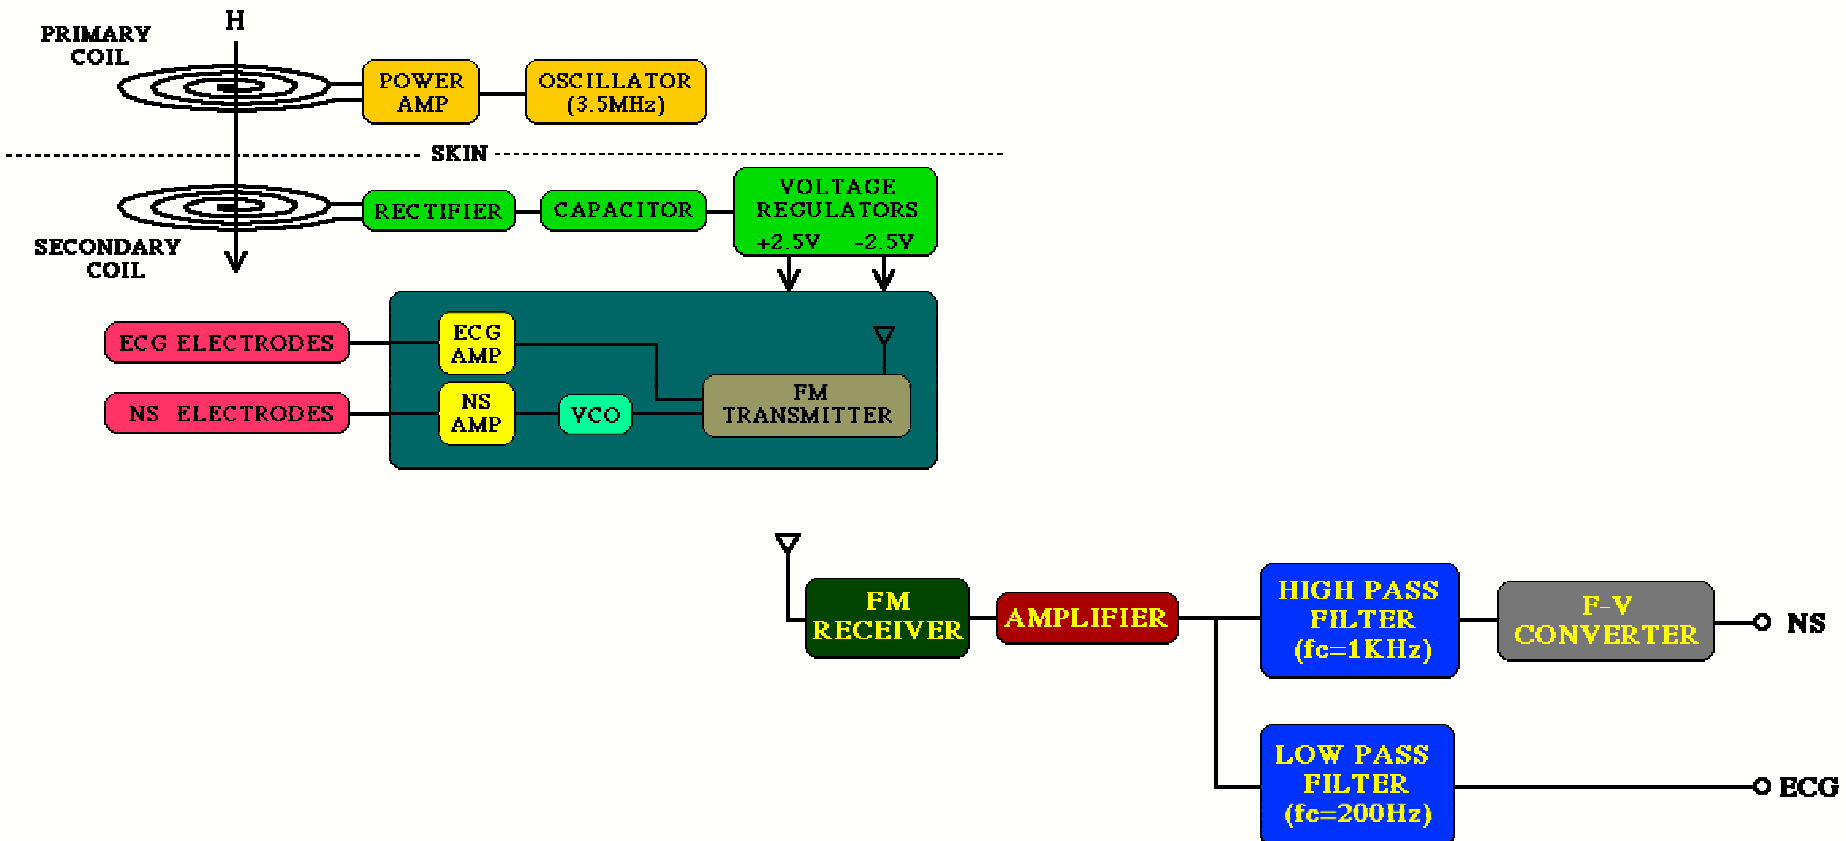 H
PRIMARY
COIL
POWER
AMP
OSCILLATOR
(3.5MHz)
SKIN
SECONDARY
COIL
RECTIFIER
CAPACITOR
VOLTAGE
REGULATORS
+2.5V -2.5V
ECG ELECTRODES
ECG
AMP
NS ELECTRODES
NS
AMP
VCO
FM
TRANSMITTER
FM
RECEIVER
AMPLIFIER
HIGH PASS
FILTER
(fc=1KHz)
F-V
CONVERTER
NS
LOW PASS
FILTER
(fc=200Hz)
ECG